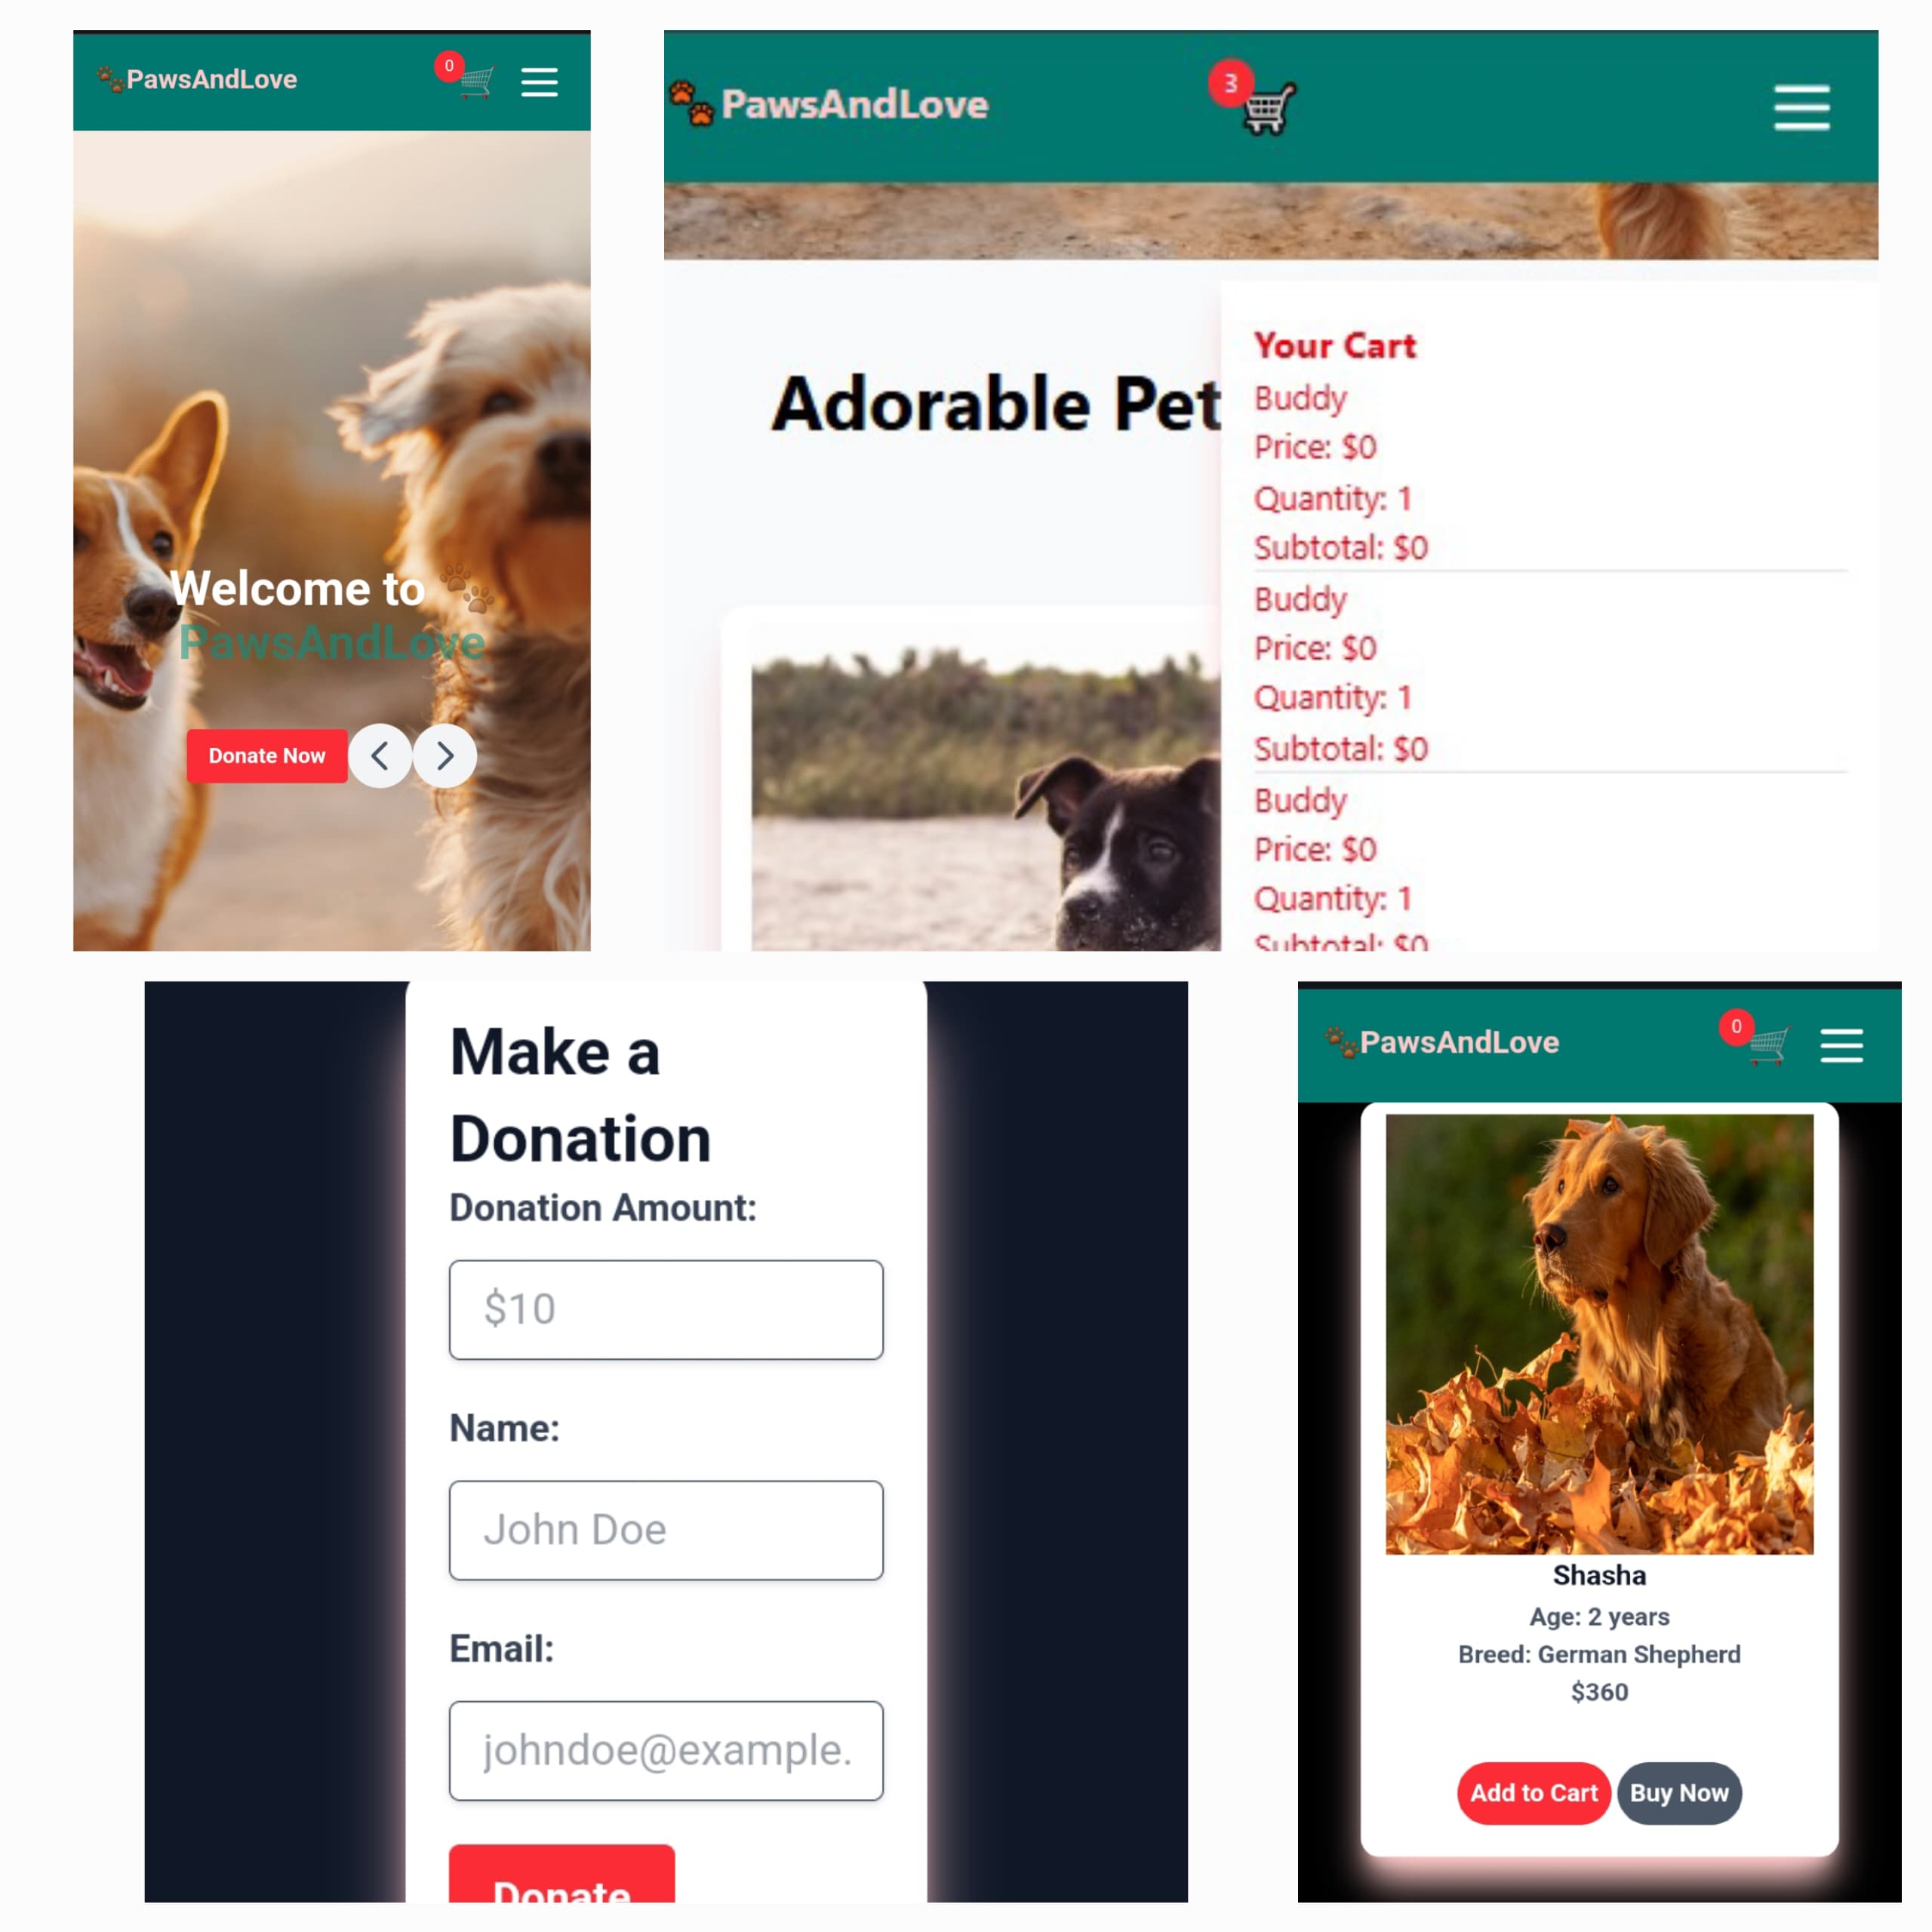 0
🐾PawsAndLove
Welcome to 🐾
PawsAndLove
Donate Now
🐾 PawsAndLove
3
Adorable Pet
Your Cart
Buddy
Price: $0
Quantity: 1
Subtotal: $0
Buddy
Price: $0
Quantity: 1
Subtotal: $0
Buddy
Price: $0
Quantity: 1
Subtotal: $0
Make a
Donation
Donation Amount:
$10
Name:
John Doe
Email:
johndoe@example.
Donate
🐾PawsAndLove
0
Shasha
Age: 2 years
Breed: German Shepherd
$360
Add to Cart
Buy Now